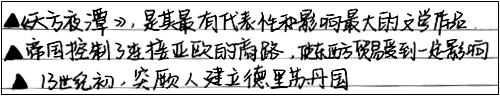 ▲《天方夜潭》,是其最有代表性和影响最大的文学作品
▲帝国控制了连接亚欧的商路,使东西方贸易受到一些影响
▲ 13世纪初,突厥人建立德里苏丹国